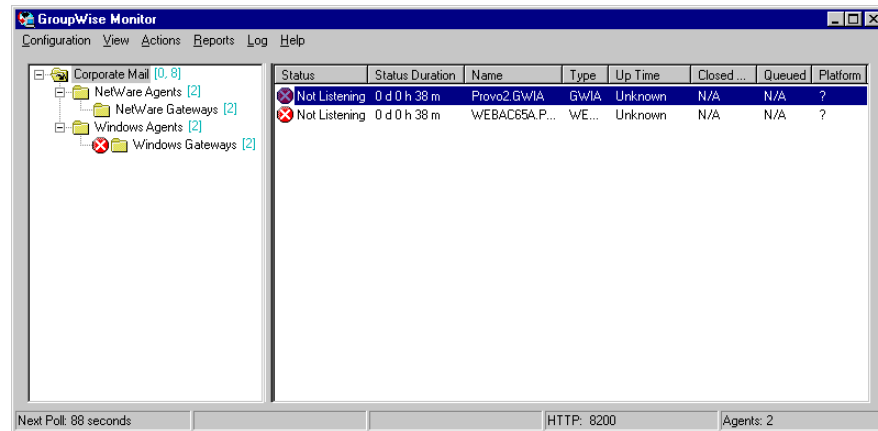 GroupWise Monitor
Configuration View Actions Reports Log Help
Corporate Mail [0, 8]
NetWare Agents [2]
NetWare Gateways [2]
Windows Agents [2]
Windows Gateways [2]
Status Status Duration Name Type Up Time Closed ... Queued Platform
Not Listening 0 d 0 h 38 m Provo2.GWIA GWIA Unknown N/A N/A ?
Not Listening 0 d 0 h 38 m WEBAC65A.P... WE... Unknown N/A N/A ?
Next Poll: 88 seconds HTTP: 8200 Agents: 2